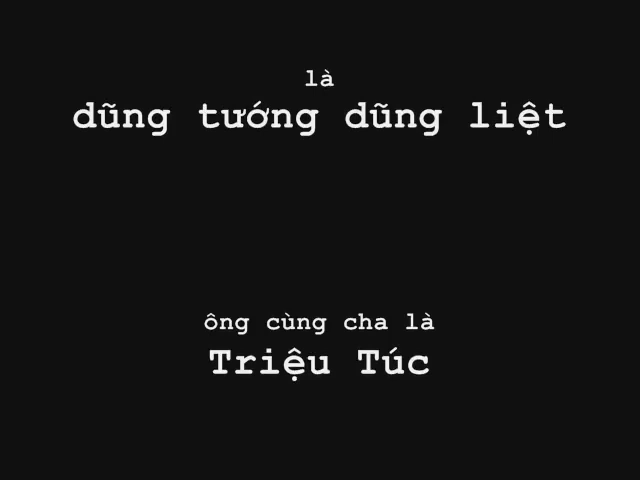 là
dũng tướng dũng liệt
ông cùng cha là
Triệu Túc